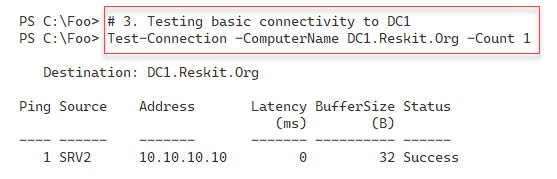 PS C:\Foo> # 3. Testing basic connectivity to DC1
PS C:\Foo> Test-Connection -ComputerName DC1.Reskit.Org -Count 1
Destination: DC1.Reskit.Org
Ping Source Address Latency BufferSize Status
(ms) (B)
---- ------ ------- ------- ---------- ------
1 SRV2 10.10.10.10 0 32 Success